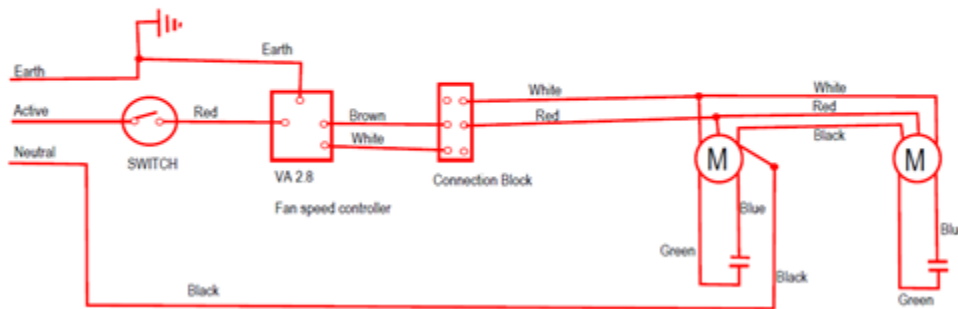 Earth
Earth
White
White
Active
Red
Brown
Red
Red
Black
White
Neutral
SWITCH
VA 2.8
Connection Block
M
M
Fan speed controller
Blue
Blu
Green
Black
Black
Green